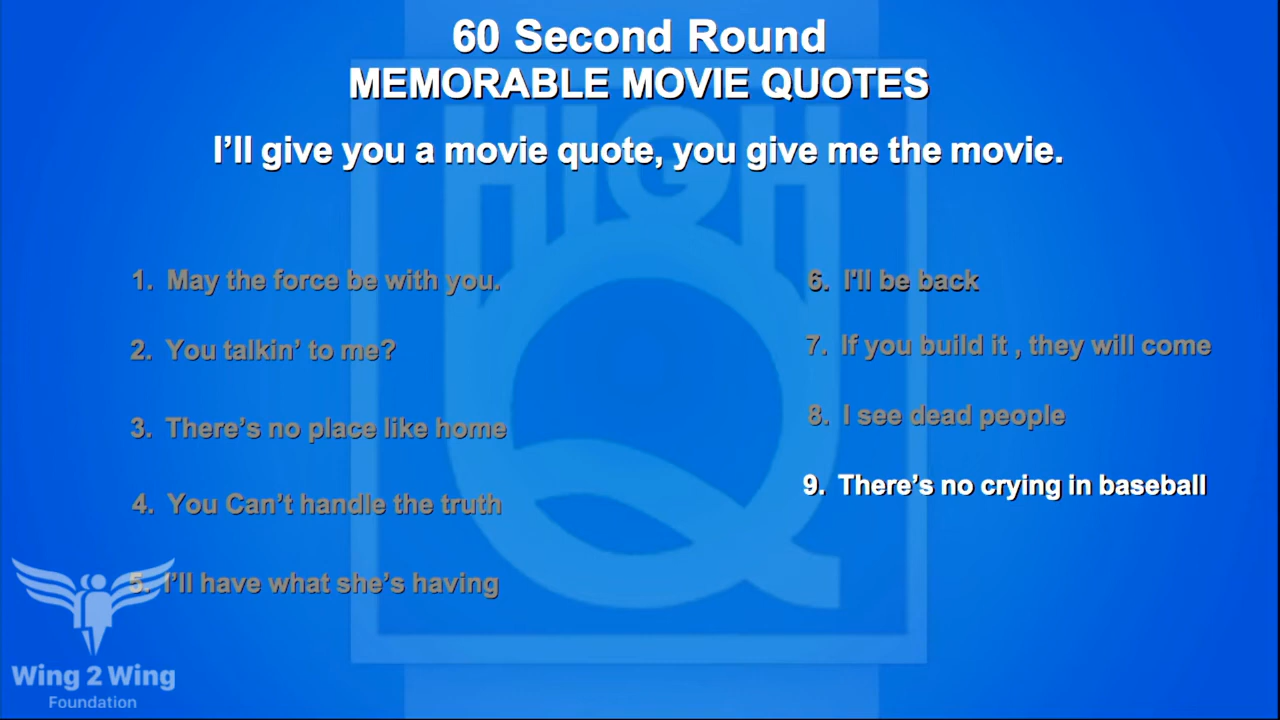 60 Second Round
MEMORABLE MOVIE QUOTES
I’ll give you a movie quote, you give me the movie.
HIGH
Q
1. May the force be with you.
2. You talkin’ to me?
3. There’s no place like home
4. You Can’t handle the truth
5. I’ll have what she’s having
6. I'll be back
7. If you build it , they will come
8. I see dead people
9. There’s no crying in baseball
Wing 2 Wing
Foundation